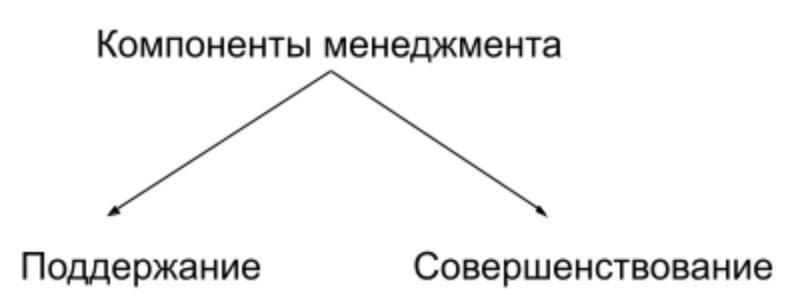 Компоненты менеджмента
Поддержание
Совершенствование